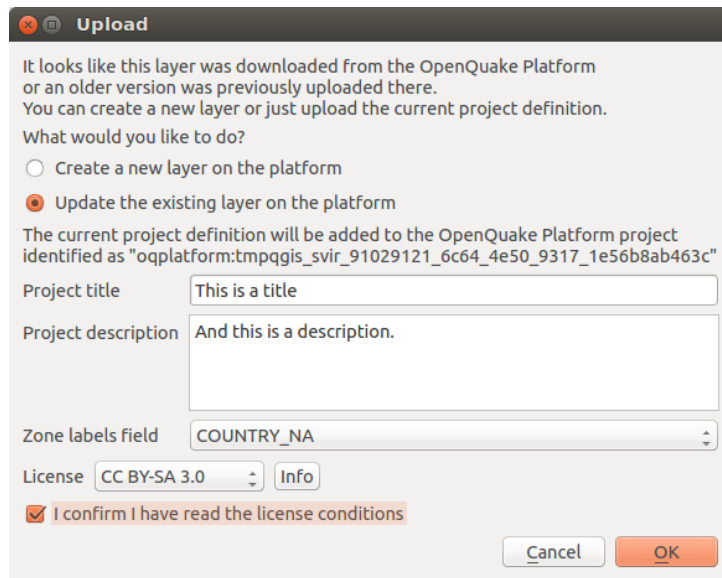 Upload
It looks like this layer was downloaded from the OpenQuake Platform
or an older version was previously uploaded there.
You can create a new layer or just upload the current project definition.
What would you like to do?
Create a new layer on the platform
Update the existing layer on the platform
The current project definition will be added to the OpenQuake Platform project
identified as "oqplatform:tmpqgis_svir_91029121_6c64_4e50_9317_1e56b8ab463c"
Project title This is a title
Project description And this is a description.
Zone labels field COUNTRY_NA
License CC BY-SA 3.0 Info
I confirm I have read the license conditions
Cancel OK